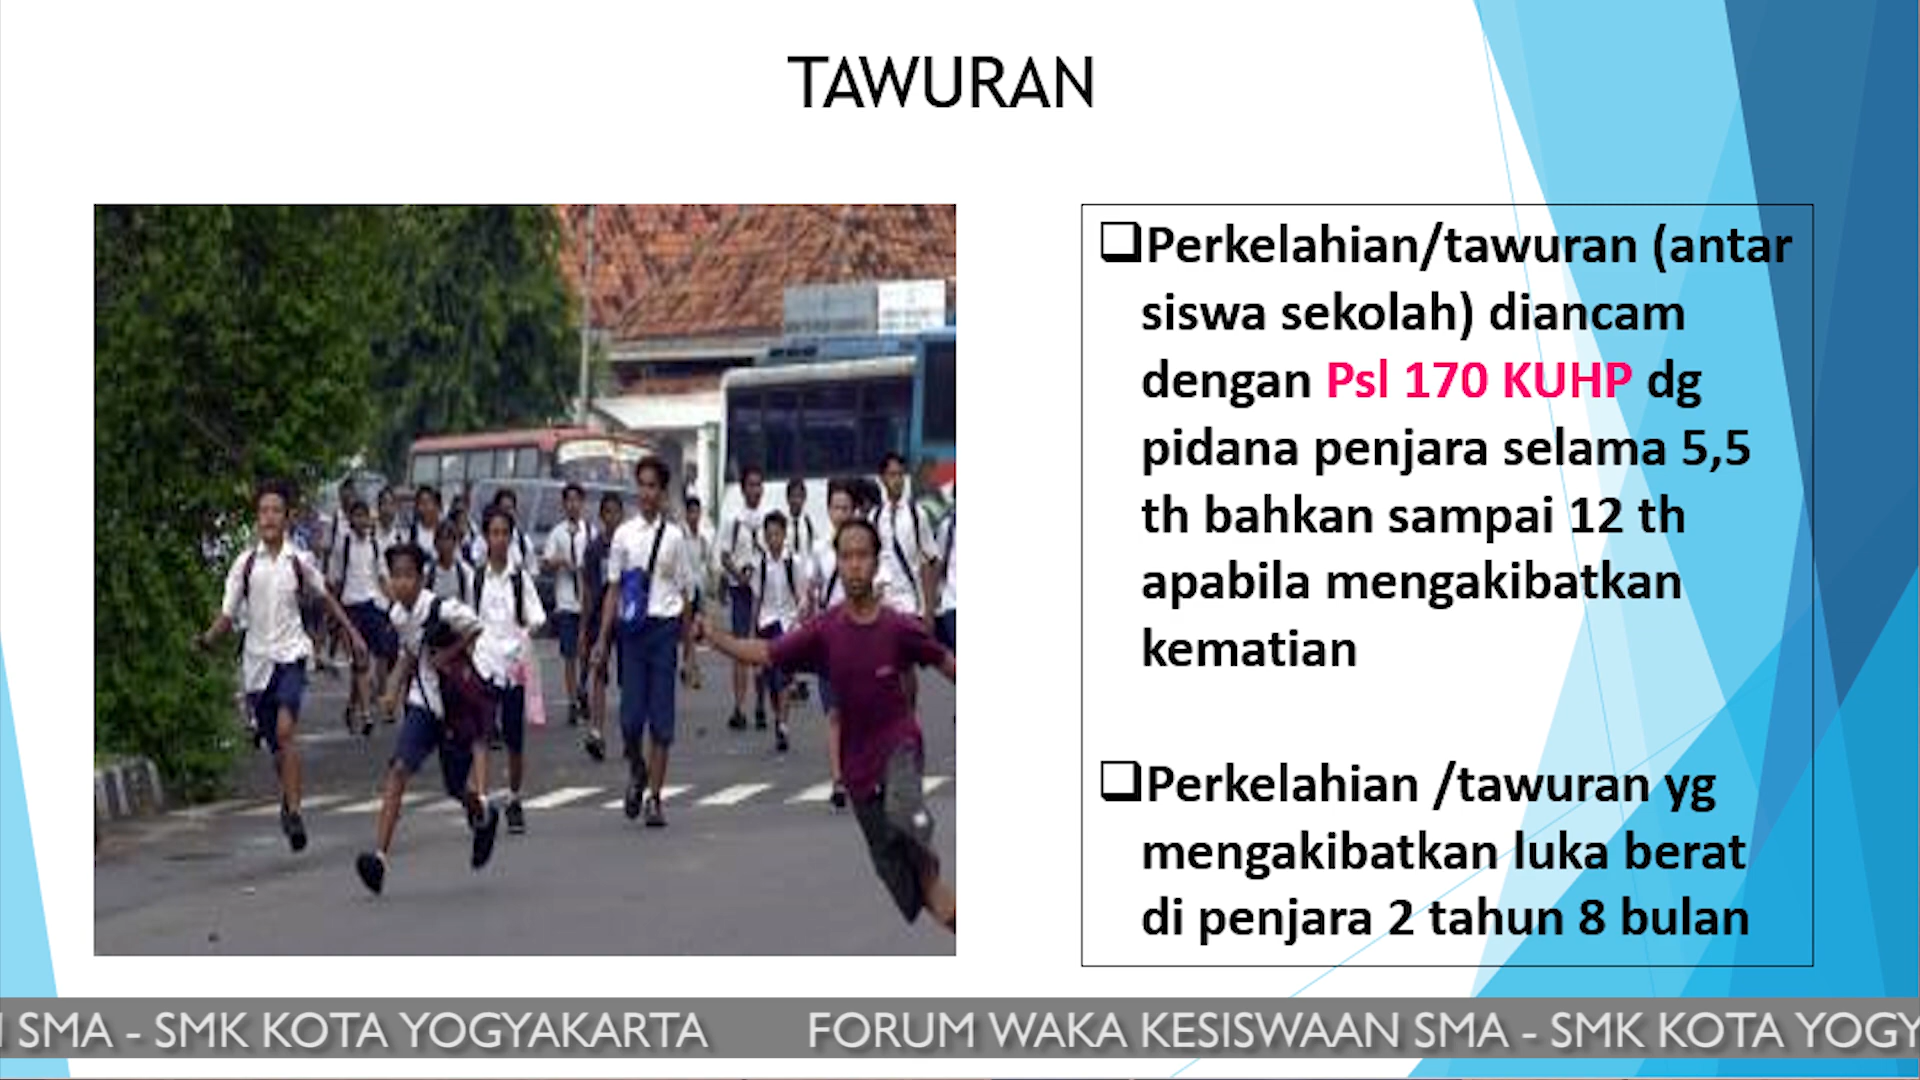 TAWURAN
❑Perkelahian/tawuran (antar
siswa sekolah) diancam
dengan Psl 170 KUHP dg
pidana penjara selama 5,5
th bahkan sampai 12 th
apabila mengakibatkan
kematian
❑Perkelahian /tawuran yg
mengakibatkan luka berat
di penjara 2 tahun 8 bulan
SMA - SMK KOTA YOGYAKARTA FORUM WAKA KESISWAAN SMA - SMK KOTA YOGY